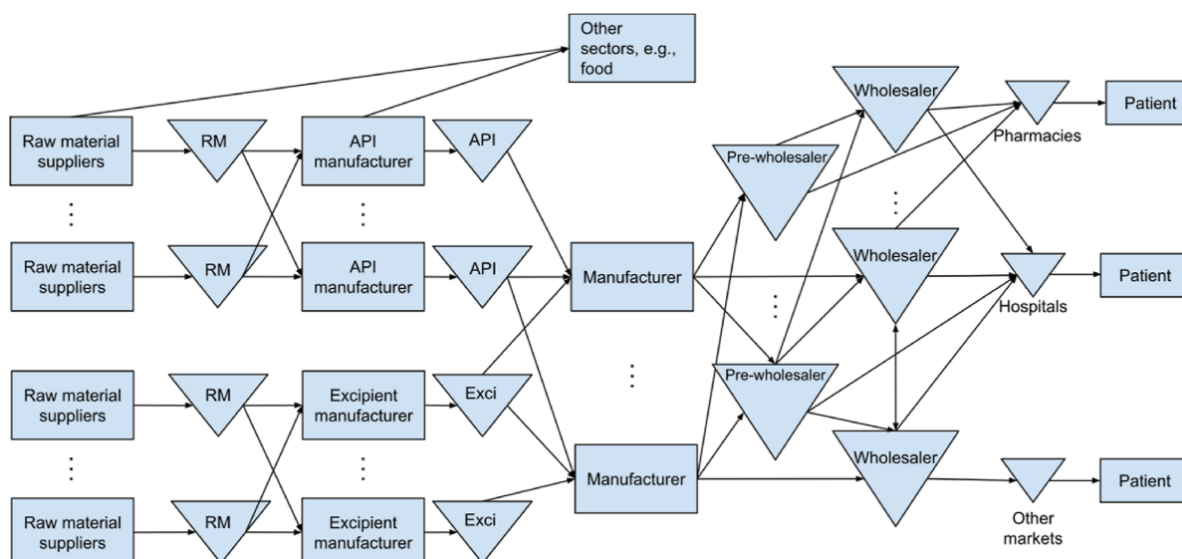 Other
sectors, e.g.,
food
Wholesaler
Patient
Pharmacies
Raw material
suppliers
RM
API
manufacturer
API
Pre-wholesaler
Raw material
suppliers
RM
API
manufacturer
API
Manufacturer
Wholesaler
Patient
Hospitals
Raw material
suppliers
RM
Excipient
manufacturer
Exci
Pre-wholesaler
Manufacturer
Wholesaler
Patient
Other
markets
Raw material
suppliers
RM
Excipient
manufacturer
Exci